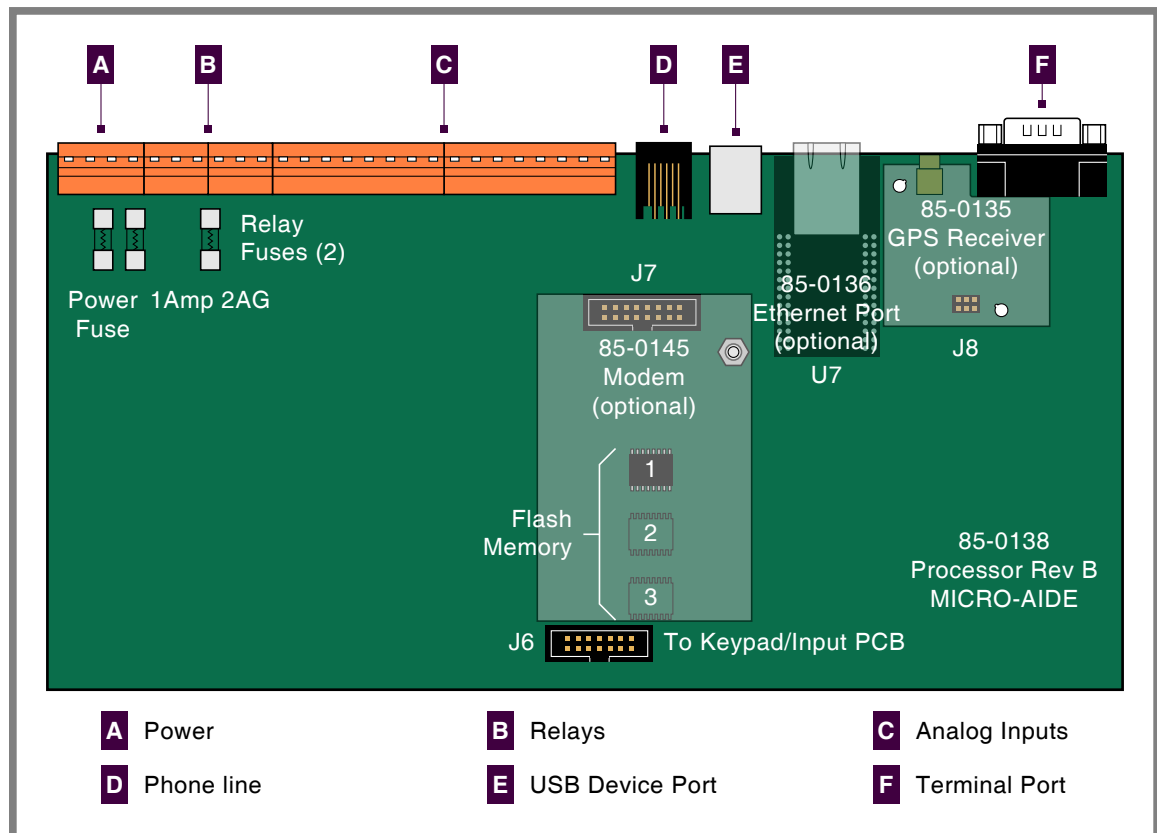 A B C D E F
Relay
Fuses (2)
Power 1Amp 2AG
Fuse
J7
85-0145
Modem
(optional)
85-0136
Ethernet Port
(optional)
U7
85-0135
GPS Receiver
(optional)
J8
1
Flash
Memory
2
3
85-0138
Processor Rev B
MICRO-AIDE
J6 To Keypad/Input PCB
A Power B Relays C Analog Inputs
D Phone line E USB Device Port F Terminal Port